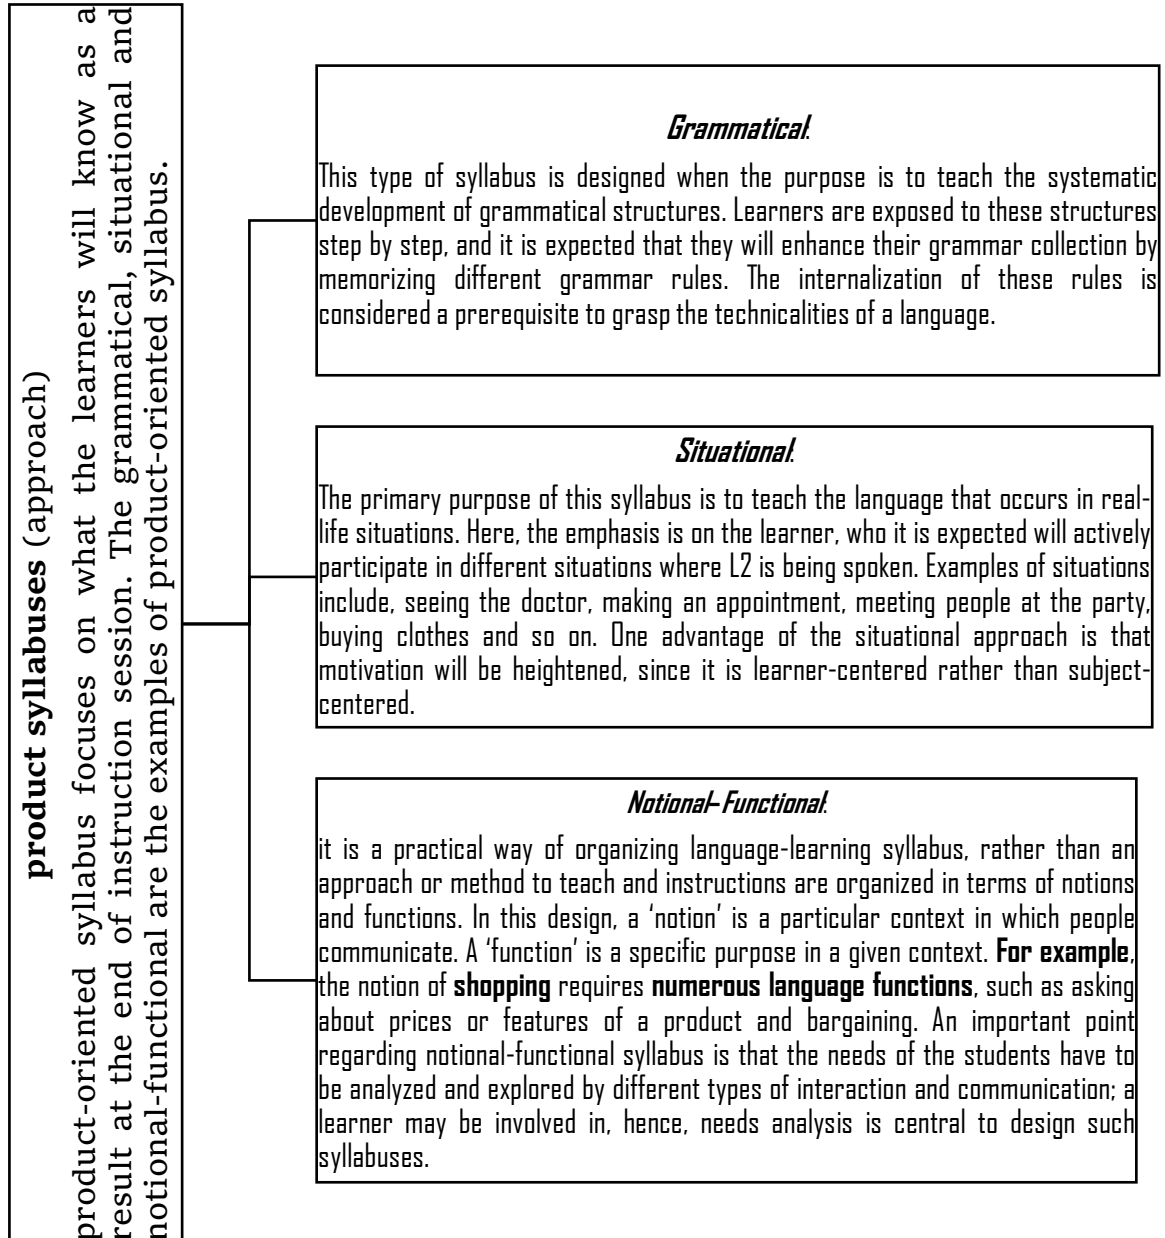 product syllabuses (approach)
product-oriented syllabus focuses on what the learners will know as a
result at the end of instruction session. The grammatical, situational and
notional-functional are the examples of product-oriented syllabus.
Grammatical:
This type of syllabus is designed when the purpose is to teach the systematic
development of grammatical structures. Learners are exposed to these structures
step by step, and it is expected that they will enhance their grammar collection by
memorizing different grammar rules. The internalization of these rules is
considered a prerequisite to grasp the technicalities of a language.
Situational:
The primary purpose of this syllabus is to teach the language that occurs in real-
life situations. Here, the emphasis is on the learner, who it is expected will actively
participate in different situations where L2 is being spoken. Examples of situations
include, seeing the doctor, making an appointment, meeting people at the party,
buying clothes and so on. One advantage of the situational approach is that
motivation will be heightened, since it is learner-centered rather than subject-
centered.
Notional-Functional:
it is a practical way of organizing language-learning syllabus, rather than an
approach or method to teach and instructions are organized in terms of notions
and functions. In this design, a ‘notion’ is a particular context in which people
communicate. A ‘function’ is a specific purpose in a given context. For example,
the notion of shopping requires numerous language functions, such as asking
about prices or features of a product and bargaining. An important point
regarding notional-functional syllabus is that the needs of the students have to
be analyzed and explored by different types of interaction and communication; a
learner may be involved in, hence, needs analysis is central to design such
syllabuses.